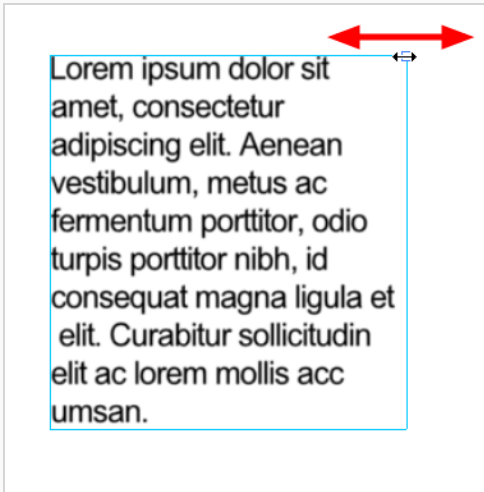 Lorem ipsum dolor sit
amet, consectetur
adipiscing elit. Aenean
vestibulum, metus ac
fermentum porttitor, odio
turpis porttitor nibh, id
consequat magna ligula et
elit. Curabitur sollicitudin
elit ac lorem mollis acc
umsan.